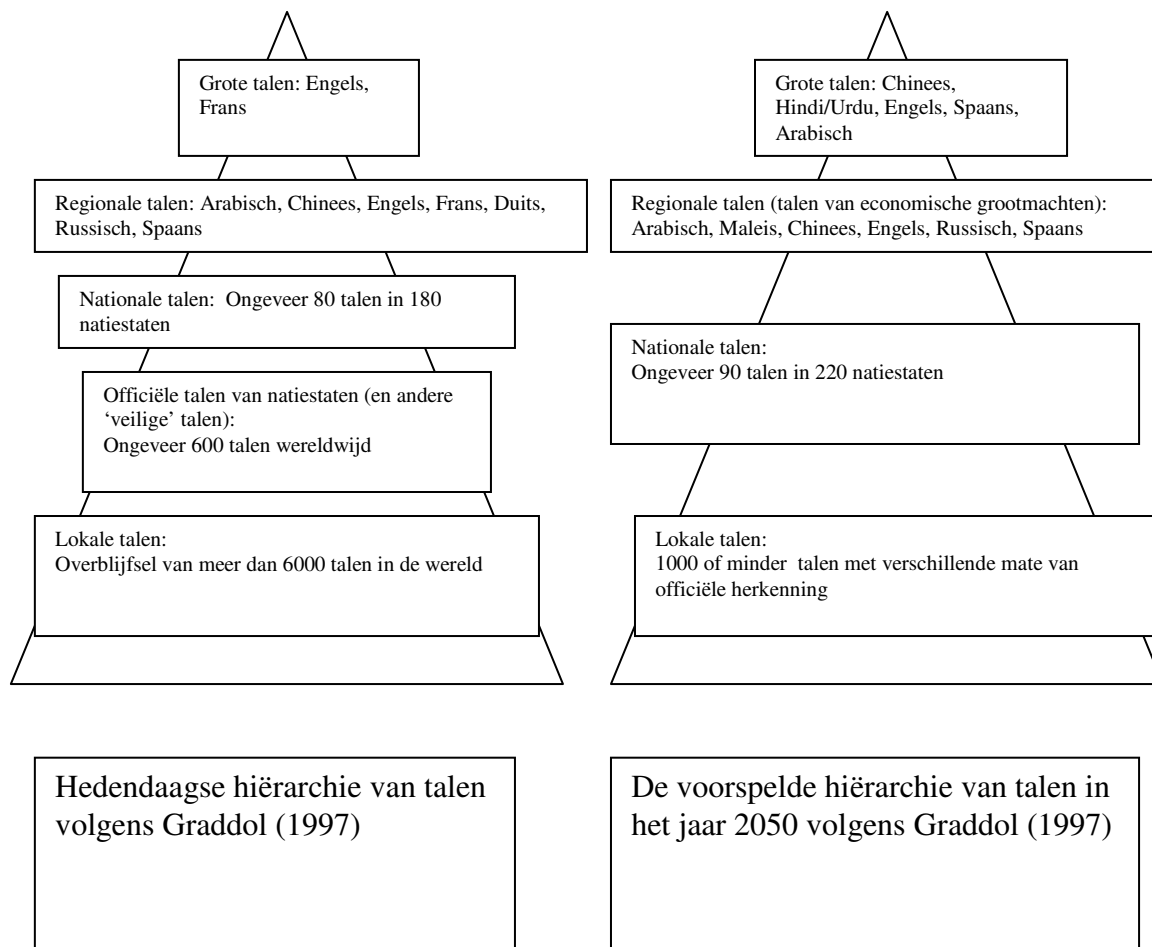 Grote talen: Engels,
Frans
Regionale talen: Arabisch, Chinees, Engels, Frans, Duits,
Russisch, Spaans
Nationale talen:  Ongeveer 80 talen in 180
natiestaten
Officiële talen van natiestaten (en andere
‘veilige’ talen):
Ongeveer 600 talen wereldwijd
Lokale talen:
Overblijfsel van meer dan 6000 talen in de wereld
Hedendaagse hiërarchie van talen
volgens Graddol (1997)
Grote talen: Chinees,
Hindi/Urdu, Engels, Spaans,
Arabisch
Regionale talen (talen van economische grootmachten):
Arabisch, Maleis, Chinees, Engels, Russisch, Spaans
Nationale talen:
Ongeveer 90 talen in 220 natiestaten
Lokale talen:
1000 of minder  talen met verschillende mate van
officiële herkenning
De voorspelde hiërarchie van talen in
het jaar 2050 volgens Graddol (1997)